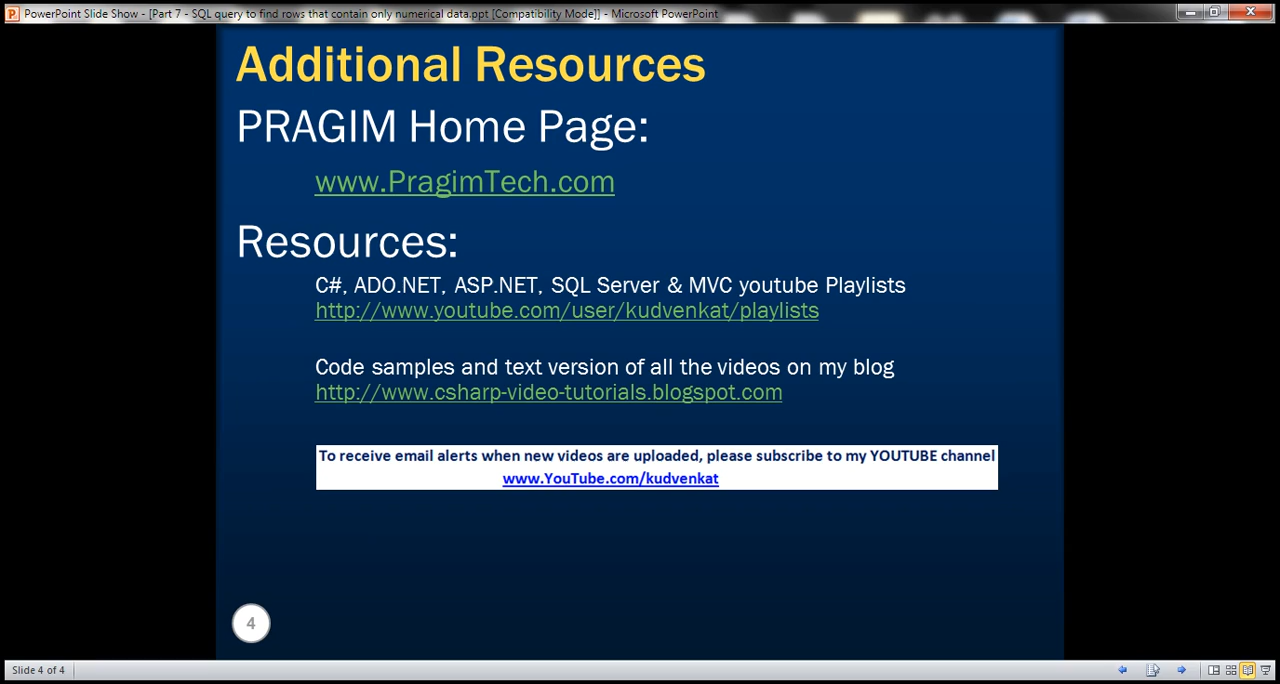 PowerPoint Slide Show - [Part 7 - SQL query to find rows that contain only numerical data.ppt [Compatibility Mode]] - Microsoft PowerPoint
Additional Resources
PRAGIM Home Page:
www.PragimTech.com
Resources:
C#, ADO.NET, ASP.NET, SQL Server & MVC youtube Playlists
http://www.youtube.com/user/kudvenkat/playlists
Code samples and text version of all the videos on my blog
http://www.csharp-video-tutorials.blogspot.com
To receive email alerts when new videos are uploaded, please subscribe to my YOUTUBE channel
www.YouTube.com/kudvenkat
4
Slide 4 of 4